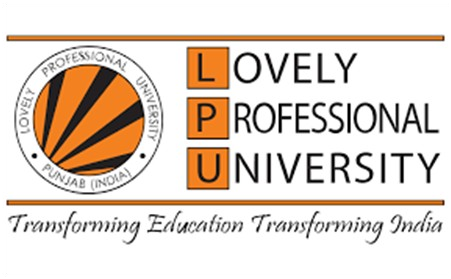 LOVELY PROFESSIONAL UNIVERSITY
• PUNJAB (INDIA) •
LOVELY
PROFESSIONAL
UNIVERSITY
Transforming Education Transforming India